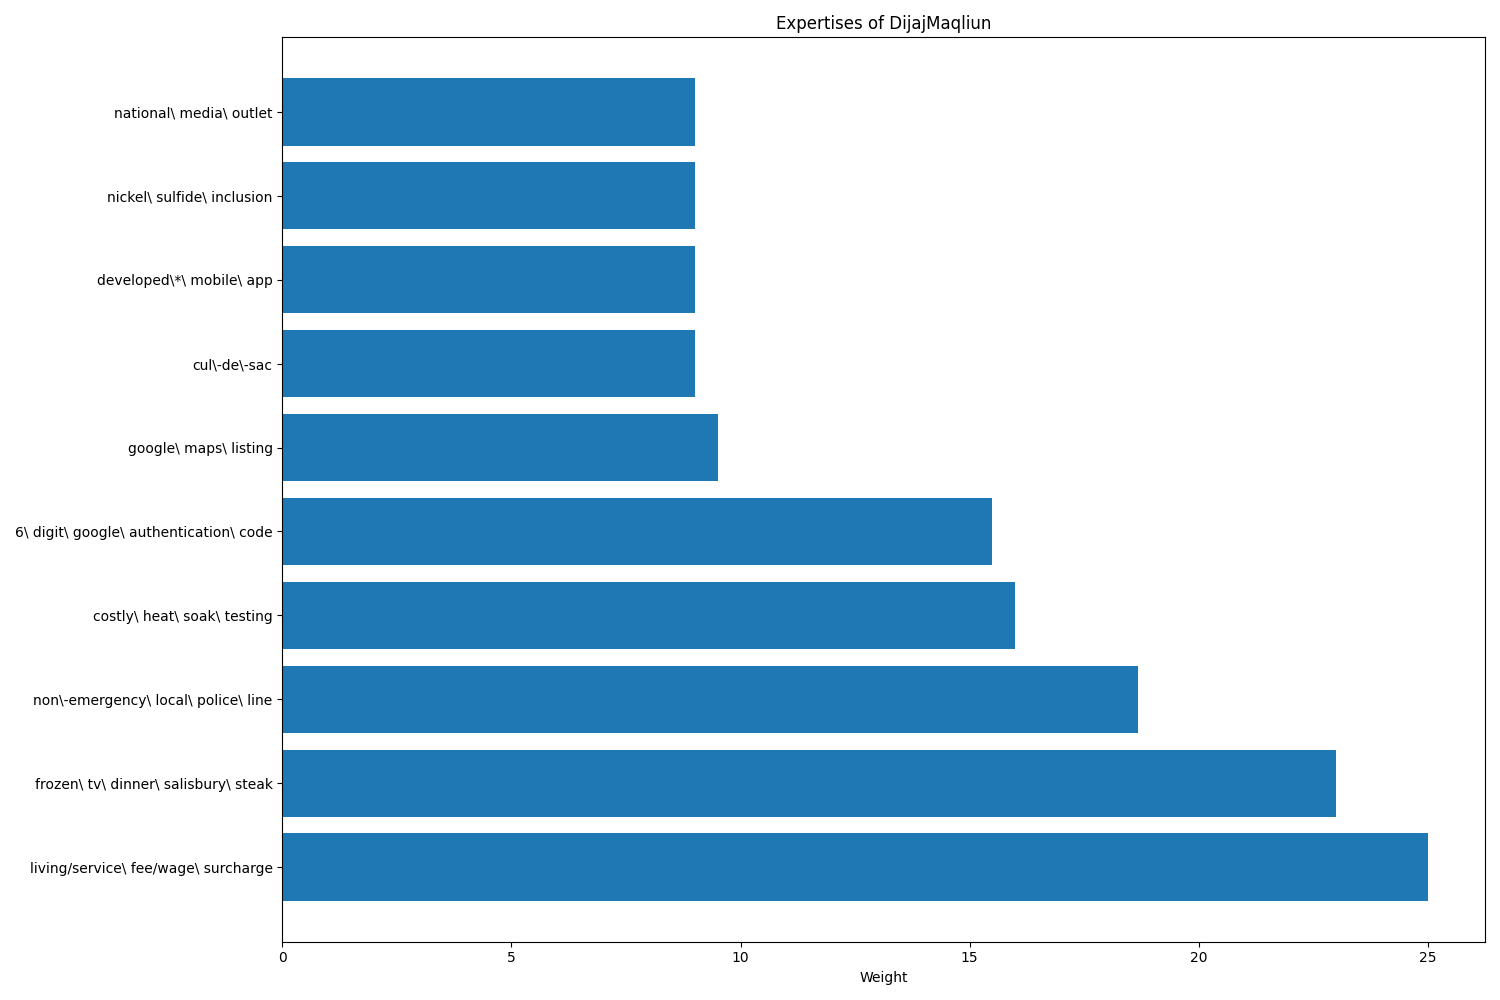 Expertises of DijajMaqliun
national\ media\ outlet
nickel\ sulfide\ inclusion
developed\*\ mobile\ app
cul\-de\-sac
google\ maps\ listing
6\ digit\ google\ authentication\ code
costly\ heat\ soak\ testing
non\-emergency\ local\ police\ line
frozen\ tv\ dinner\ salisbury\ steak
living/service\ fee/wage\ surcharge
0 5 10 15 20 25
Weight